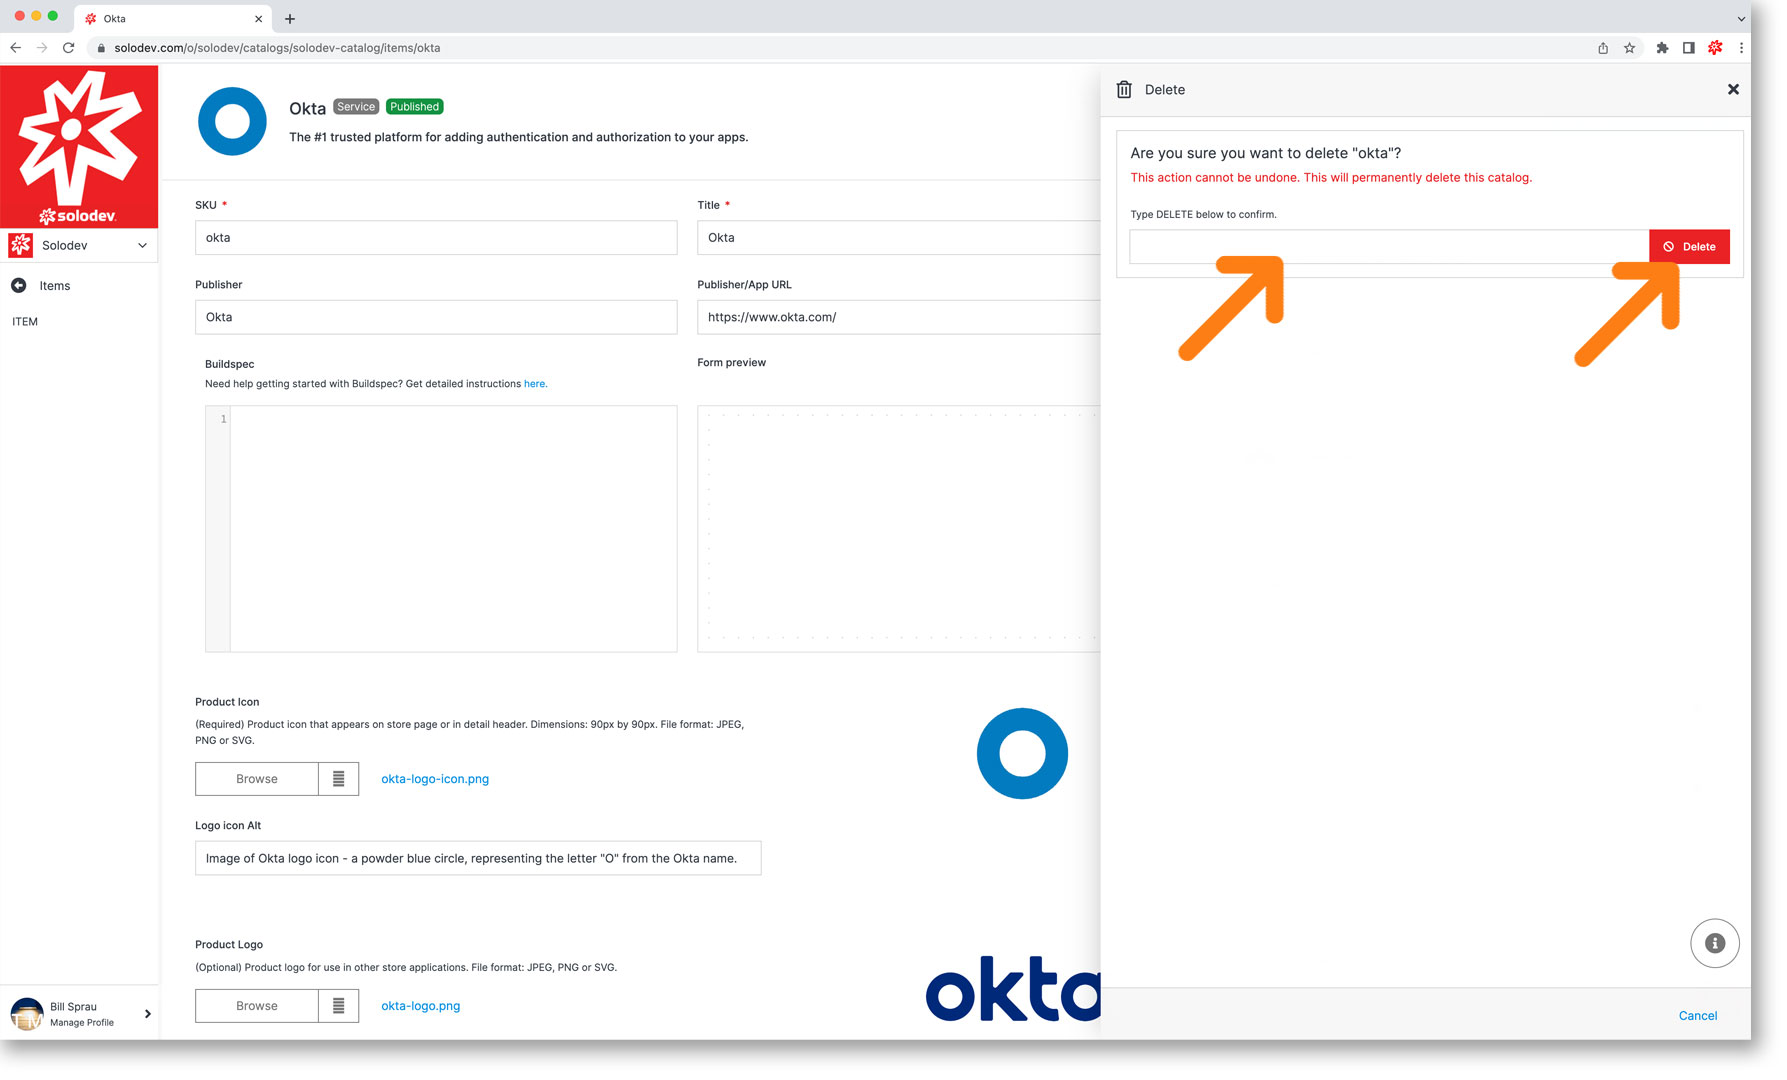 Okta
solodev.com/o/solodev/catalogs/solodev-catalog/items/okta
solodev
Solodev
Items
ITEM
Bill Sprau
Manage Profile
Okta Service Published
The #1 trusted platform for adding authentication and authorization to your apps.
SKU *
okta
Title *
Okta
Publisher
Okta
Publisher/App URL
https://www.okta.com/
Buildspec
Need help getting started with Buildspec? Get detailed instructions here.
1
Form preview
Product Icon
(Required) Product icon that appears on store page or in detail header. Dimensions: 90px by 90px. File format: JPEG,
PNG or SVG.
Browse
okta-logo-icon.png
Logo icon Alt
Image of Okta logo icon - a powder blue circle, representing the letter "O" from the Okta name.
Product Logo
(Optional) Product logo for use in other store applications. File format: JPEG, PNG or SVG.
Browse
okta-logo.png
okta
Delete
Are you sure you want to delete "okta"?
This action cannot be undone. This will permanently delete this catalog.
Type DELETE below to confirm.
Delete
Cancel